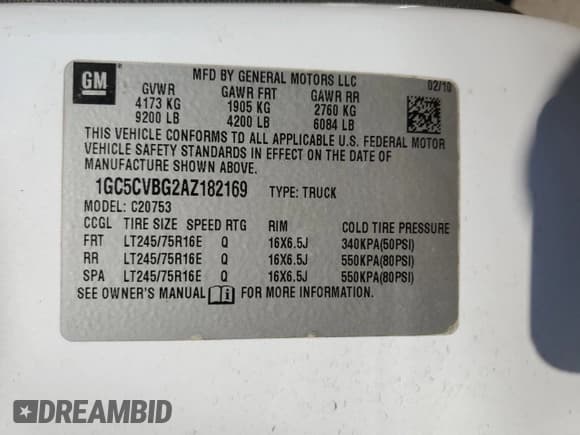 GM
MFD BY GENERAL MOTORS LLC
02/10
GVWR GAWR FRT GAWR RR
4173 KG 1905 KG 2760 KG
9200 LB 4200 LB 6084 LB
THIS VEHICLE CONFORMS TO ALL APPLICABLE U.S. FEDERAL MOTOR
VEHICLE SAFETY STANDARDS IN EFFECT ON THE DATE OF
MANUFACTURE SHOWN ABOVE.
1GC5CVBG2AZ182169 TYPE: TRUCK
MODEL: C20753
CCGL TIRE SIZE SPEED RTG RIM COLD TIRE PRESSURE
FRT LT245/75R16E Q 16X6.5J 340KPA(50PSI)
RR LT245/75R16E Q 16X6.5J 550KPA(80PSI)
SPA LT245/75R16E Q 16X6.5J 550KPA(80PSI)
SEE OWNER'S MANUAL FOR MORE INFORMATION.
DREAMBID